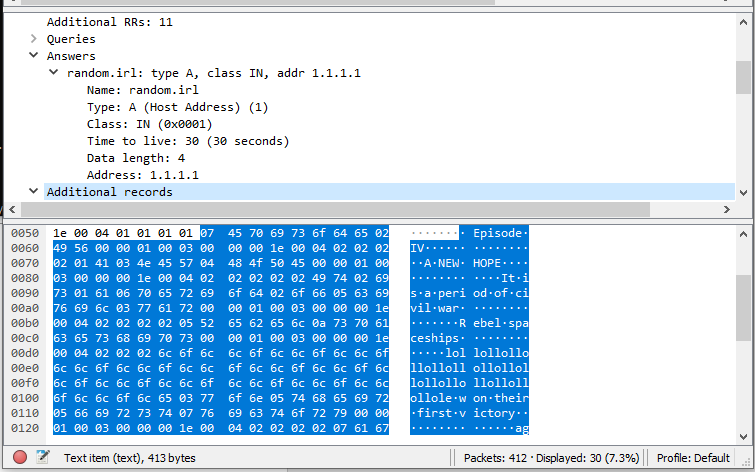 Additional RRs: 11
Queries
Answers
random.irl: type A, class IN, addr 1.1.1.1
Name: random.irl
Type: A (Host Address) (1)
Class: IN (0x0001)
Time to live: 30 (30 seconds)
Data length: 4
Address: 1.1.1.1
Additional records
0050 1e 00 04 01 01 01 01 07 45 70 69 73 6f 64 65 02 ········ Episode·
0060 49 56 00 00 01 00 03 00 00 00 1e 00 04 02 02 02 IV······ ········
0070 02 01 41 03 4e 45 57 04 48 4f 50 45 00 00 01 00 ··A·NEW· HOPE····
0080 03 00 00 00 1e 00 04 02 02 02 02 02 49 74 02 69 ········ ····It·i
0090 73 01 61 06 70 65 72 69 6f 64 02 6f 66 05 63 69 s·a·peri od·of·ci
00a0 76 69 6c 03 77 61 72 00 00 01 00 03 00 00 00 1e vil·war· ········
00b0 00 04 02 02 02 02 05 52 65 62 65 6c 0a 73 70 61 ·······R ebel·spa
00c0 63 65 73 68 69 70 73 00 00 01 00 03 00 00 00 1e ceships· ········
00d0 00 04 02 02 02 6c 6f 6c 6c 6f 6c 6c 6f 6c 6c 6f ·····lol lollollo
00e0 6c 6c 6f 6c 6c 6f 6c 6c 6f 6c 6c 6f 6c 6c 6f 6c llolloll ollollol
00f0 6c 6f 6c 6c 6f 6c 6c 6f 6c 6c 6f 6c 6c 6f 6c 6c lollollo llolloll
0100 6f 6c 6c 6f 6c 65 03 77 6f 6e 05 74 68 65 69 72 ollole·w on·their
0110 05 66 69 72 73 74 07 76 69 63 74 6f 72 79 00 00 ·first·v ictory··
0120 01 00 03 00 00 00 1e 00 04 02 02 02 02 07 61 67 ········ ······ag
Text item (text), 413 bytes
Packets: 412 · Displayed: 30 (7.3%)
Profile: Default